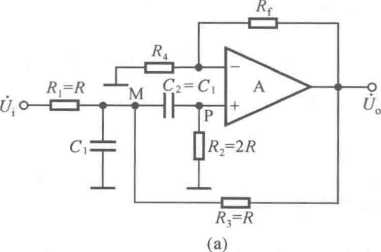 R_f
R_4
C_2=C_1
−
A
+
U̇_i
R_1=R
M
P
U̇_o
C_1
R_2=2R
R_3=R
(a)